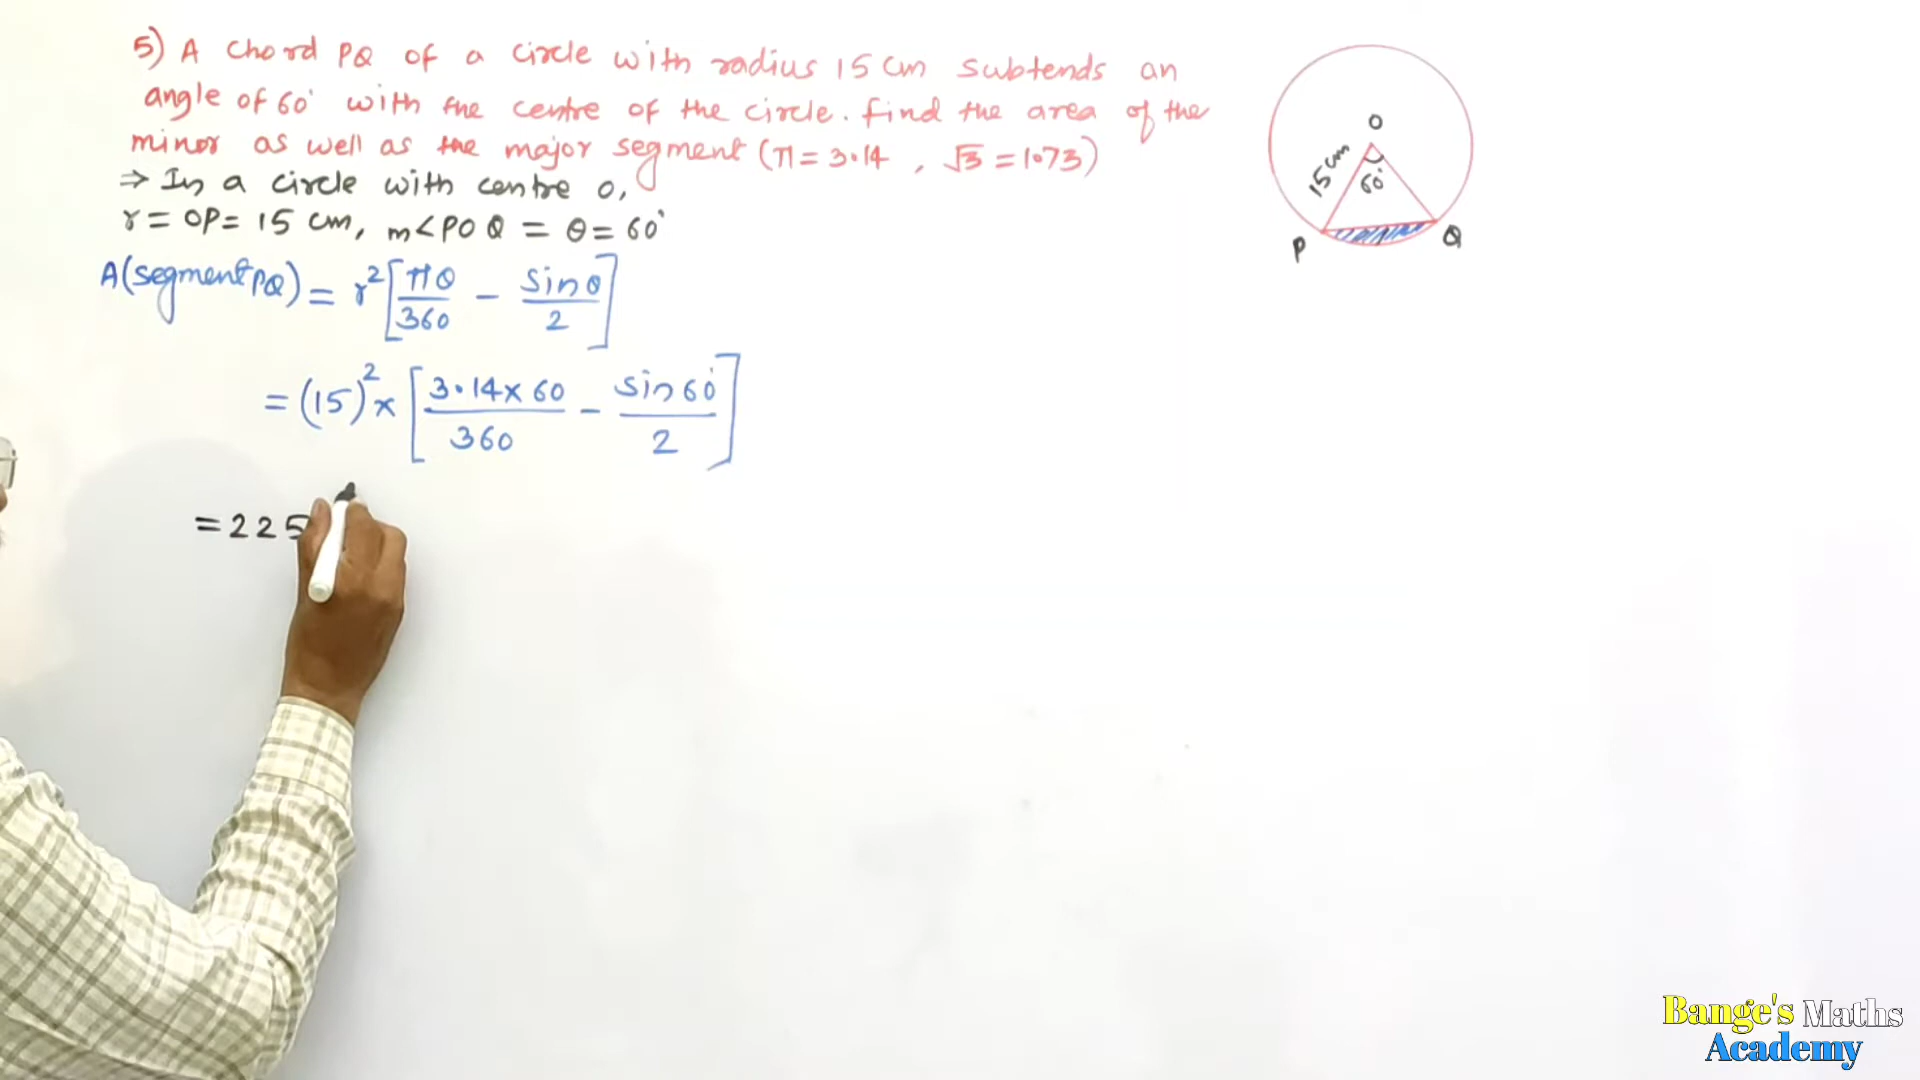 5) A chord PQ of a circle with radius 15 cm subtends an
angle of 60° with the centre of the circle. find the area of the
minor as well as the major segment (π = 3.14 , √3 = 1.73)
⇒ In a circle with centre O,
r = OP = 15 cm, m∠POQ = θ = 60°
A(segment PQ) = r² [πθ/360 − sinθ/2]
= (15)² × [3.14 × 60/360 − sin 60°/2]
= 225
O
15 cm
60°
P
Q
Bange's Maths
Academy